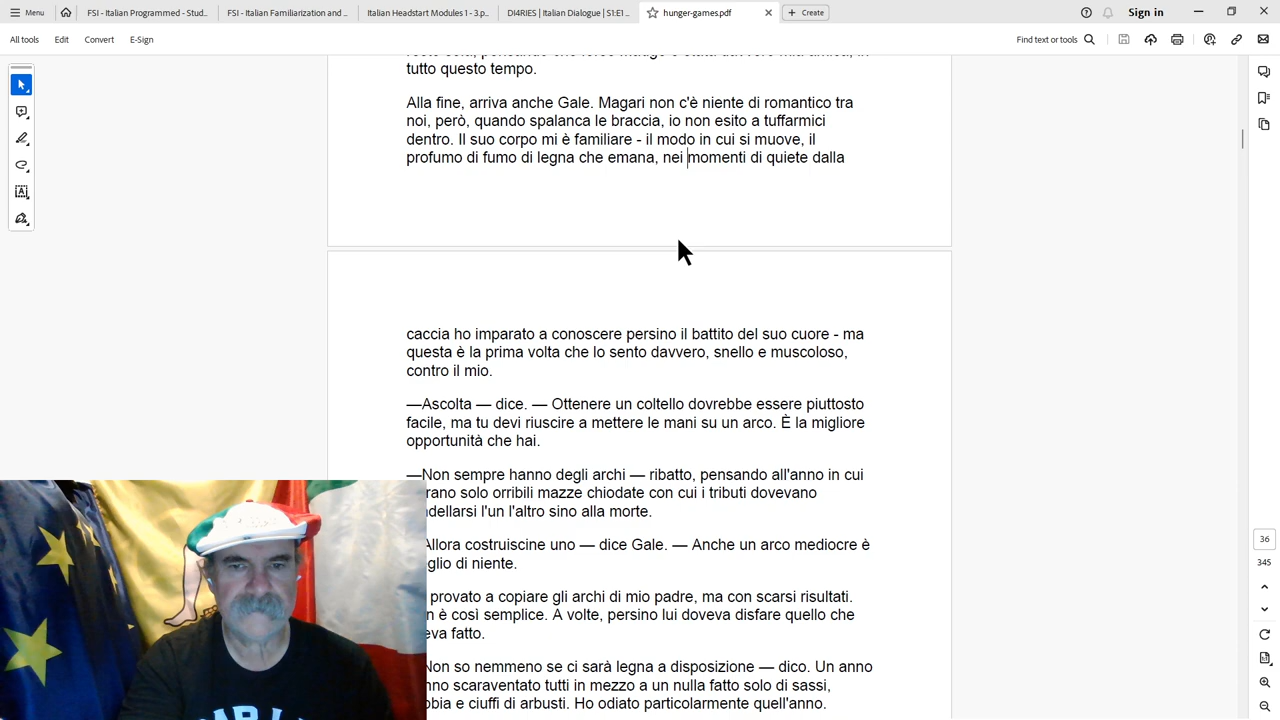 Menu
FSI - Italian Programmed - Stud...
FSI - Italian Familiarization and ...
Italian Headstart Modules 1 - 3.p...
DI4RIES | Italian Dialogue | S1:E1 ...
hunger-games.pdf
Create
Sign in
All tools
Edit
Convert
E-Sign
Find text or tools
tutto questo tempo.
Alla fine, arriva anche Gale. Magari non c'è niente di romantico tra
noi, però, quando spalanca le braccia, io non esito a tuffarmici
dentro. Il suo corpo mi è familiare - il modo in cui si muove, il
profumo di fumo di legna che emana, nei momenti di quiete dalla
caccia ho imparato a conoscere persino il battito del suo cuore - ma
questa è la prima volta che lo sento davvero, snello e muscoloso,
contro il mio.
—Ascolta — dice. — Ottenere un coltello dovrebbe essere piuttosto
facile, ma tu devi riuscire a mettere le mani su un arco. È la migliore
opportunità che hai.
—Non sempre hanno degli archi — ribatto, pensando all'anno in cui
rano solo orribili mazze chiodate con cui i tributi dovevano
dellarsi l'un l'altro sino alla morte.
Allora costruiscine uno — dice Gale. — Anche un arco mediocre è
glio di niente.
provato a copiare gli archi di mio padre, ma con scarsi risultati.
n è così semplice. A volte, persino lui doveva disfare quello che
eva fatto.
Non so nemmeno se ci sarà legna a disposizione — dico. Un anno
nno scaraventato tutti in mezzo a un nulla fatto solo di sassi,
bbia e ciuffi di arbusti. Ho odiato particolarmente quell'anno.
36
345